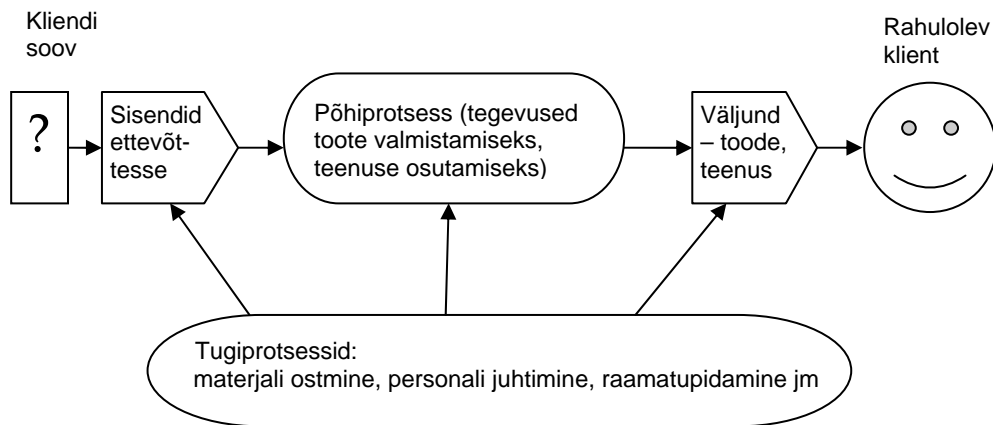 Kliendi
soov
Rahulolev
klient
?
Sisendid
ettevõt-
tesse
Põhiprotsess (tegevused
toote valmistamiseks,
teenuse osutamiseks)
Väljund
– toode,
teenus
Tugiprotsessid:
materjali ostmine, personali juhtimine, raamatupidamine jm